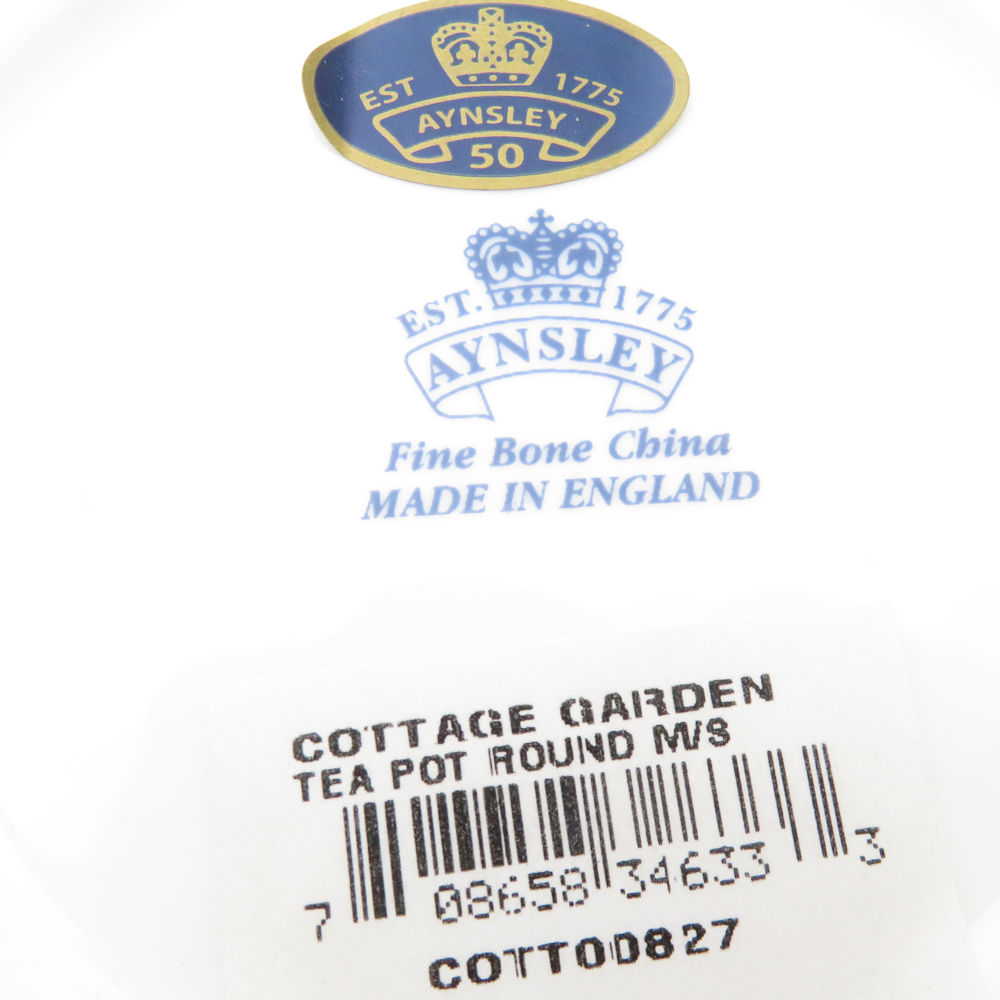 EST 1775
AYNSLEY
50
EST. 1775
AYNSLEY
Fine Bone China
MADE IN ENGLAND
COTTAGE GARDEN
TEA POT ROUND M/S
7 08658 34633 3
COTT00827